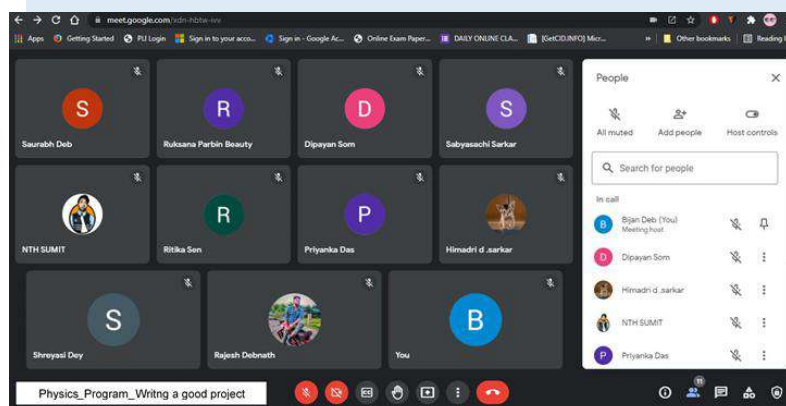 meet.google.com/xdn-hbtw-ivv
Apps Getting Started PU Login Sign in to your acco... Sign in - Google Ac... Online Exam Paper... DAILY ONLINE CLA... [GetCID.INFO] Micr... » Other bookmarks Reading l
S
Saurabh Deb
R
Ruksana Parbin Beauty
D
Dipayan Som
S
Sabyasachi Sarkar
NTH SUMIT
R
Ritika Sen
P
Priyanka Das
Himadri d .sarkar
S
Shreyasi Dey
Rajesh Debnath
B
You
People
All muted Add people Host controls
Search for people
In call
B Bijan Deb (You)
Meeting host
D Dipayan Som
Himadri d .sarkar
NTH SUMIT
P Priyanka Das
Physics_Program_Writng a good project
11